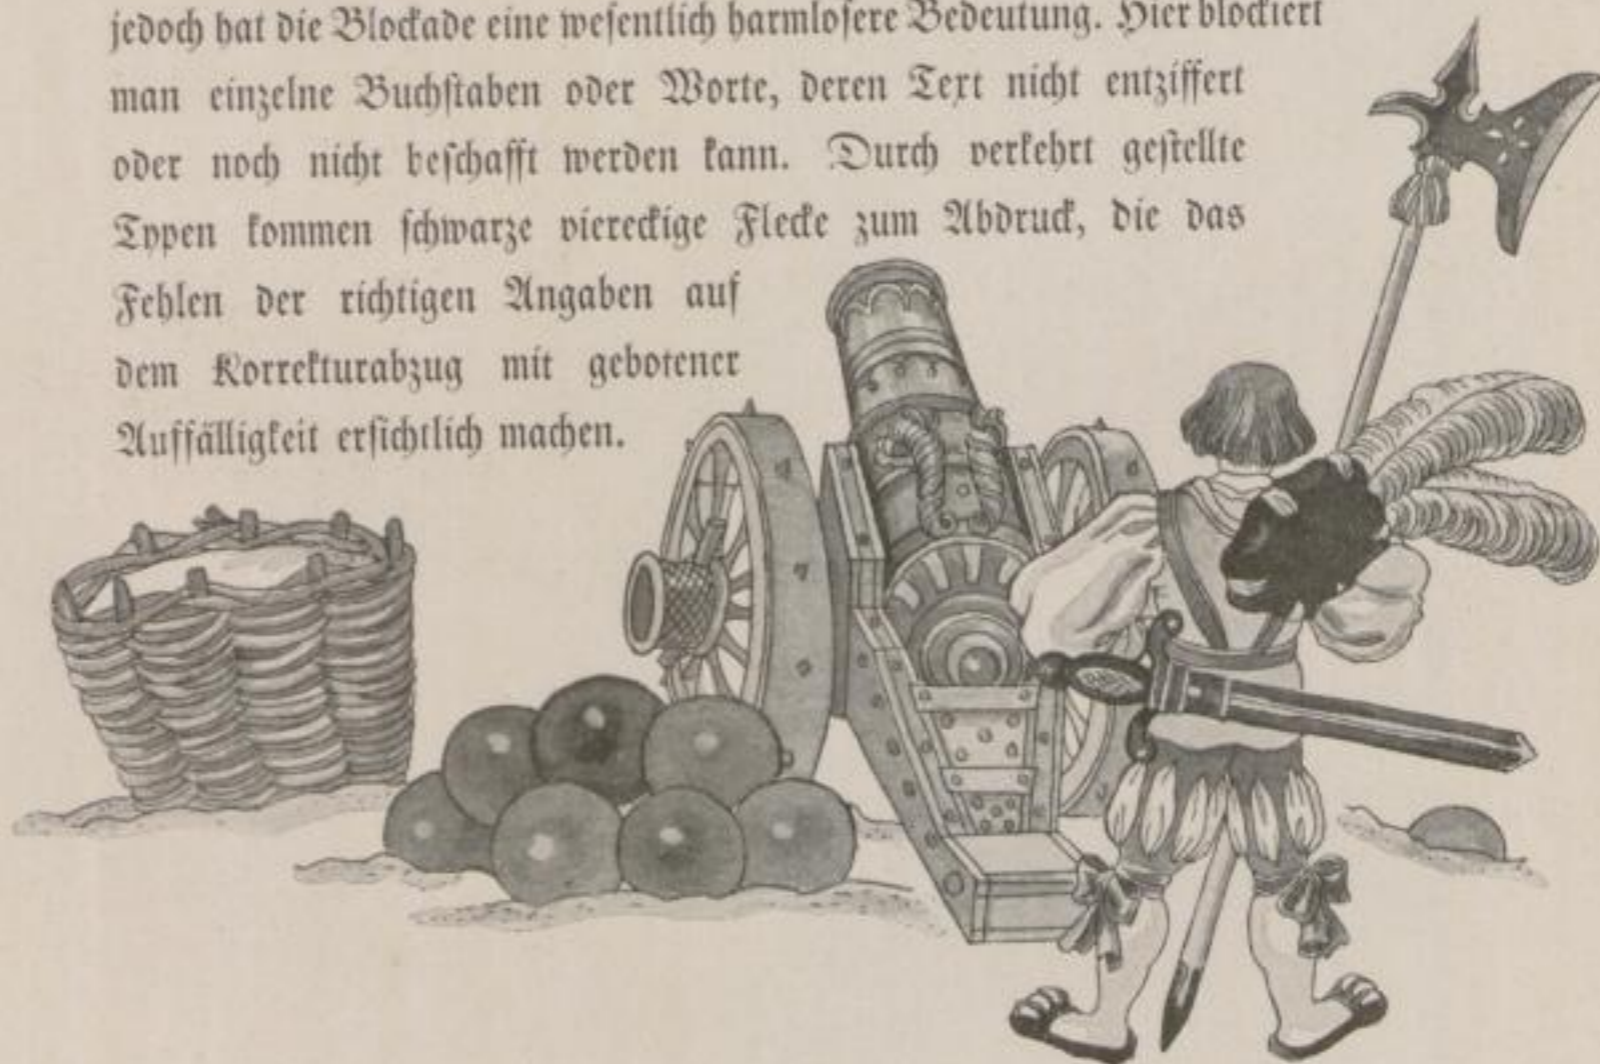 jedoch hat die Blockade eine wesentlich harmlosere Bedeutung. Hier blockiert
man einzelne Buchstaben oder Worte, deren Text nicht entziffert
oder noch nicht beschafft werden kann. Durch verkehrt gestellte
Typen kommen schwarze viereckige Flecke zum Abdruck, die das
Fehlen der richtigen Angaben auf
dem Korrekturabzug mit gebotener
Auffälligkeit ersichtlich machen.